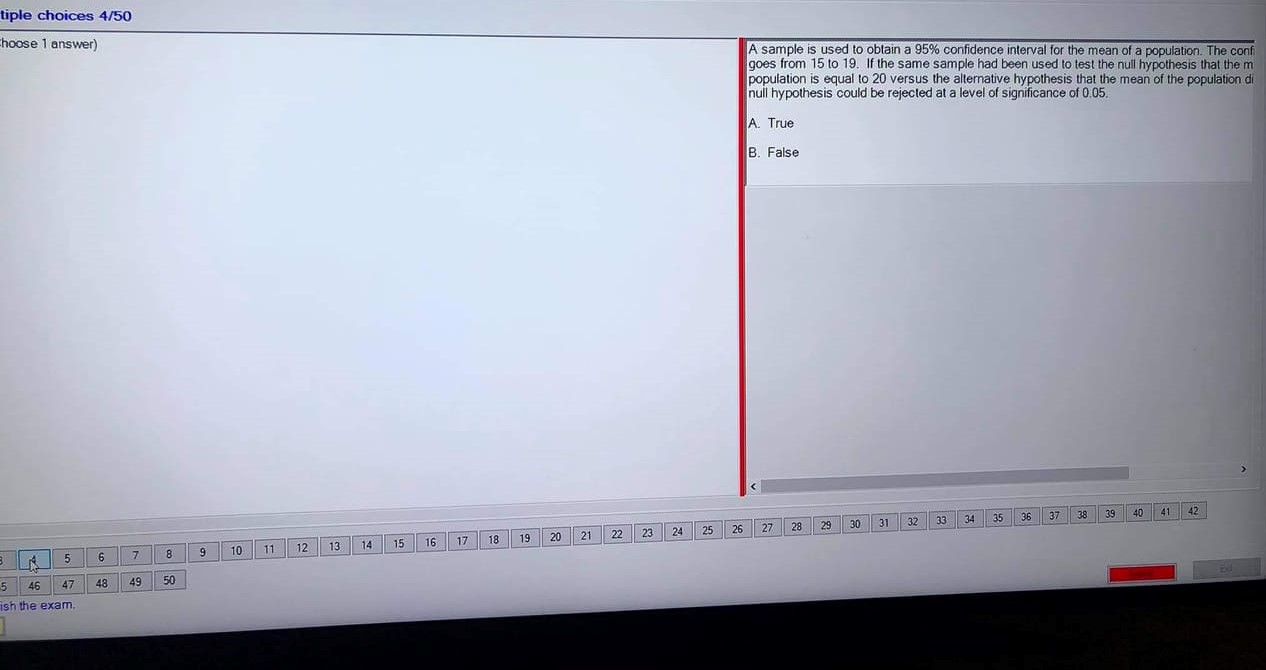 tiple choices 4/50
hoose 1 answer)
A sample is used to obtain a 95% confidence interval for the mean of a population. The conf
goes from 15 to 19. If the same sample had been used to test the null hypothesis that the m
population is equal to 20 versus the alternative hypothesis that the mean of the population di
null hypothesis could be rejected at a level of significance of 0.05.
A. True
B. False
3 4 5 6 7 8 9 10 11 12 13 14 15 16 17 18 19 20 21 22 23 24 25 26 27 28 29 30 31 32 33 34 35 36 37 38 39 40 41 42
5 46 47 48 49 50
ish the exam.
Exit